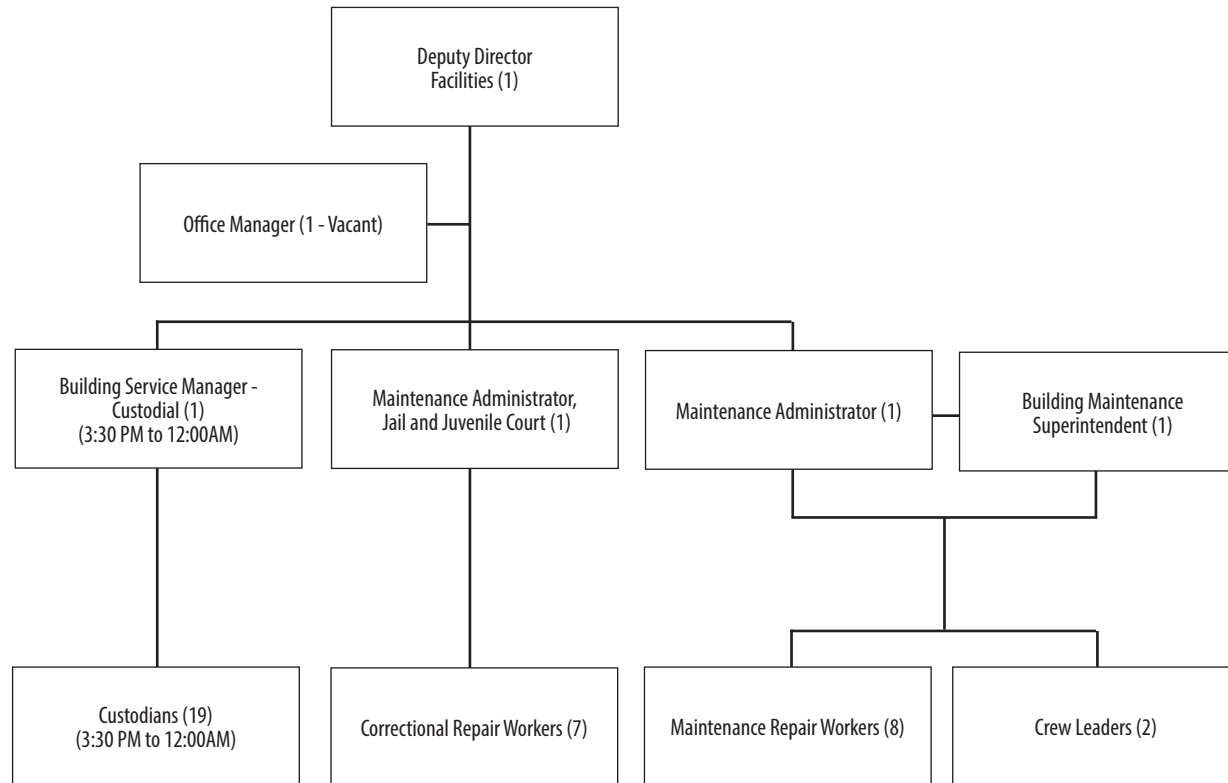 Deputy Director
Facilities (1)
Office Manager (1 - Vacant)
Building Service Manager -
Custodial (1)
(3:30 PM to 12:00AM)
Maintenance Administrator,
Jail and Juvenile Court (1)
Maintenance Administrator (1)
Building Maintenance
Superintendent (1)
Custodians (19)
(3:30 PM to 12:00AM)
Correctional Repair Workers (7)
Maintenance Repair Workers (8)
Crew Leaders (2)